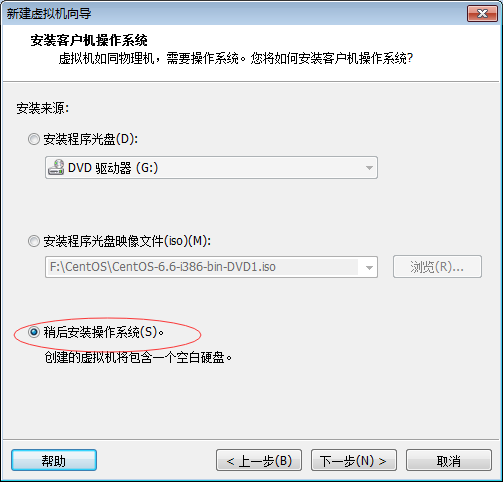 新建虚拟机向导
安装客户机操作系统
虚拟机如同物理机，需要操作系统。您将如何安装客户机操作系统?
安装来源:
安装程序光盘(D):
DVD 驱动器 (G:)
安装程序光盘映像文件(iso)(M):
F:\CentOS\CentOS-6.6-i386-bin-DVD1.iso
浏览(R)...
稍后安装操作系统(S)。
创建的虚拟机将包含一个空白硬盘。
帮助
< 上一步(B)
下一步(N) >
取消